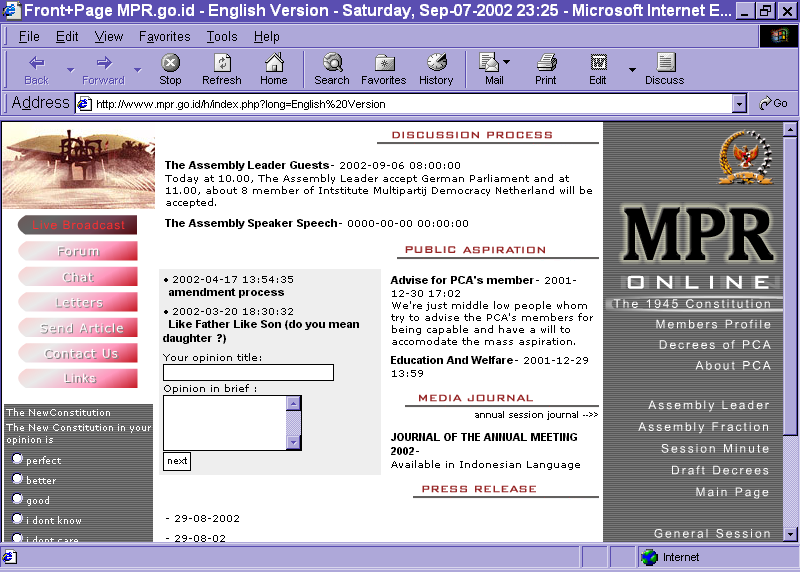 Front+Page MPR.go.id - English Version - Saturday, Sep-07-2002 23:25 - Microsoft Internet E...
File Edit View Favorites Tools Help
Back Forward Stop Refresh Home Search Favorites History Mail Print Edit Discuss
Address http://www.mpr.go.id/h/index.php?long=English%20Version Go
Live Broadcast
Forum
Chat
Letters
Send Article
Contact Us
Links
The NewConstitution
The New Constitution in your
opinion is
perfect
better
good
i dont know
i dont care
DISCUSSION PROCESS
The Assembly Leader Guests- 2002-09-06 08:00:00
Today at 10.00, The Assembly Leader accept German Parliament and at
11.00, about 8 member of Intstitute Multipartij Democracy Netherland will be
accepted.
The Assembly Speaker Speech- 0000-00-00 00:00:00
PUBLIC ASPIRATION
• 2002-04-17 13:54:35
amendment process
• 2002-03-20 18:30:32
Like Father Like Son (do you mean
daughter ?)
Your opinion title:
Opinion in brief :
next
Advise for PCA's member- 2001-
12-30 17:02
We're just middle low people whom
try to advise the PCA's members for
being capable and have a will to
accomodate the mass aspiration.
Education And Welfare- 2001-12-29
13:59
MEDIA JOURNAL
annual session journal -->>
JOURNAL OF THE ANNUAL MEETING
2002-
Available in Indonesian Language
PRESS RELEASE
- 29-08-2002
- 29-08-02
MPR
ONLINE
The 1945 Constitution
Members Profile
Decrees of PCA
About PCA
Assembly Leader
Assembly Fraction
Session Minute
Draft Decrees
Main Page
General Session
Internet